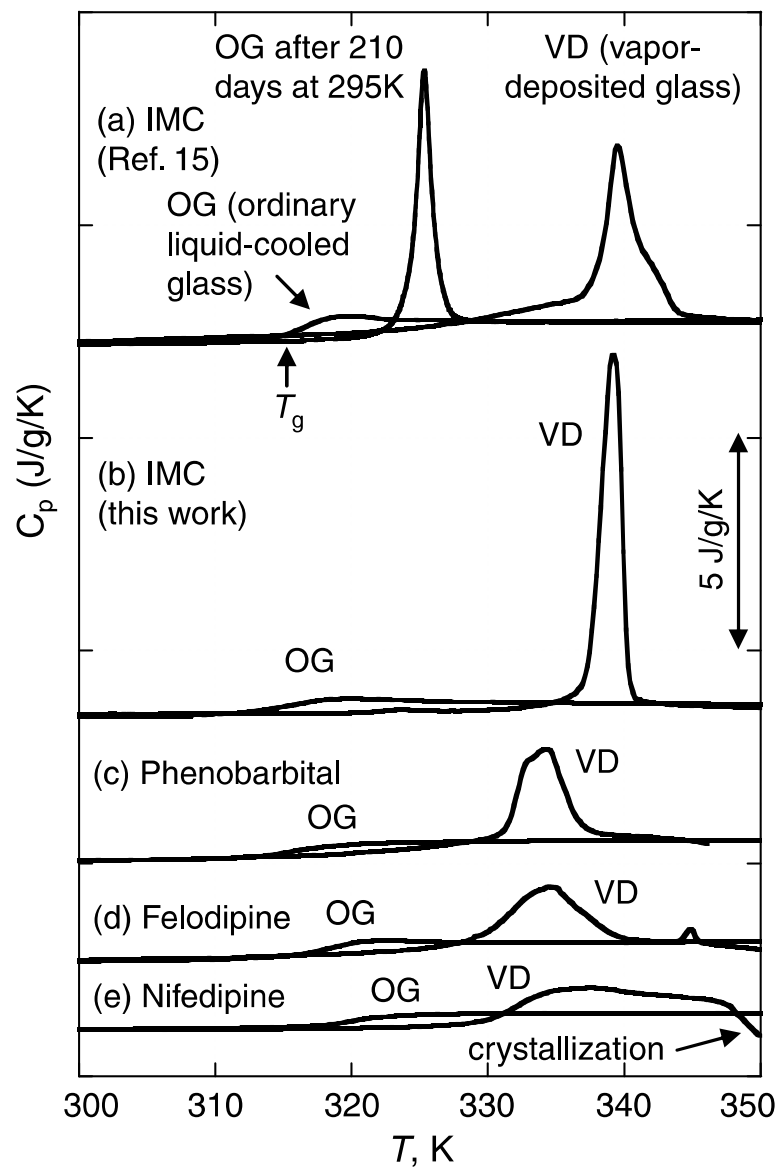 OG after 210
days at 295K
VD (vapor-
deposited glass)
(a) IMC
(Ref. 15)
OG (ordinary
liquid-cooled
glass)
Tg
VD
(b) IMC
(this work)
5 J/g/K
OG
(c) Phenobarbital
VD
OG
(d) Felodipine
OG
VD
(e) Nifedipine
OG
VD
crystallization
Cp (J/g/K)
300 310 320 330 340 350
T, K